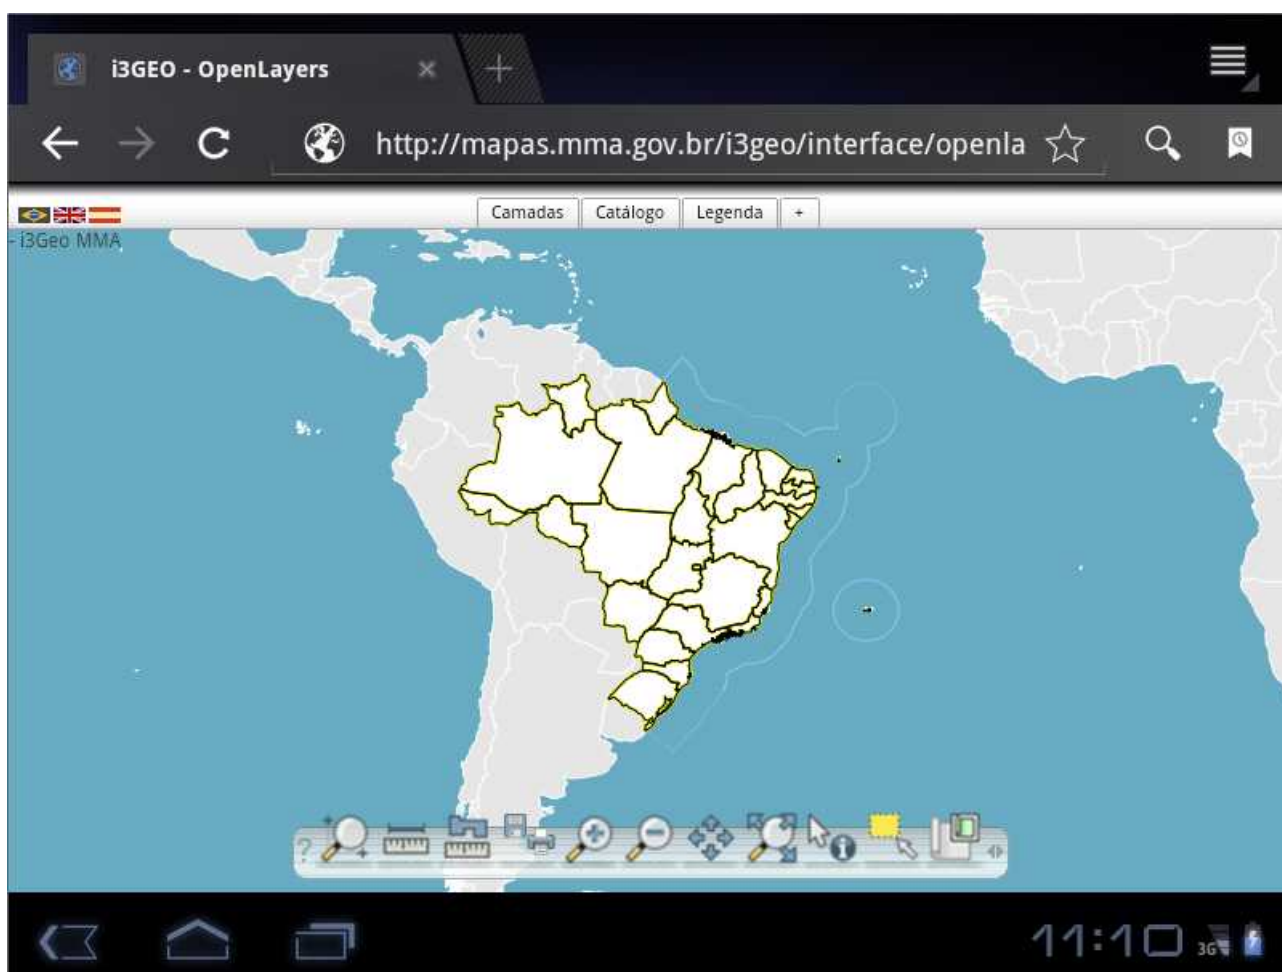 i3GEO - OpenLayers
http://mapas.mma.gov.br/i3geo/interface/openla
Camadas Catálogo Legenda +
- i3Geo MMA
?
11:10 3G